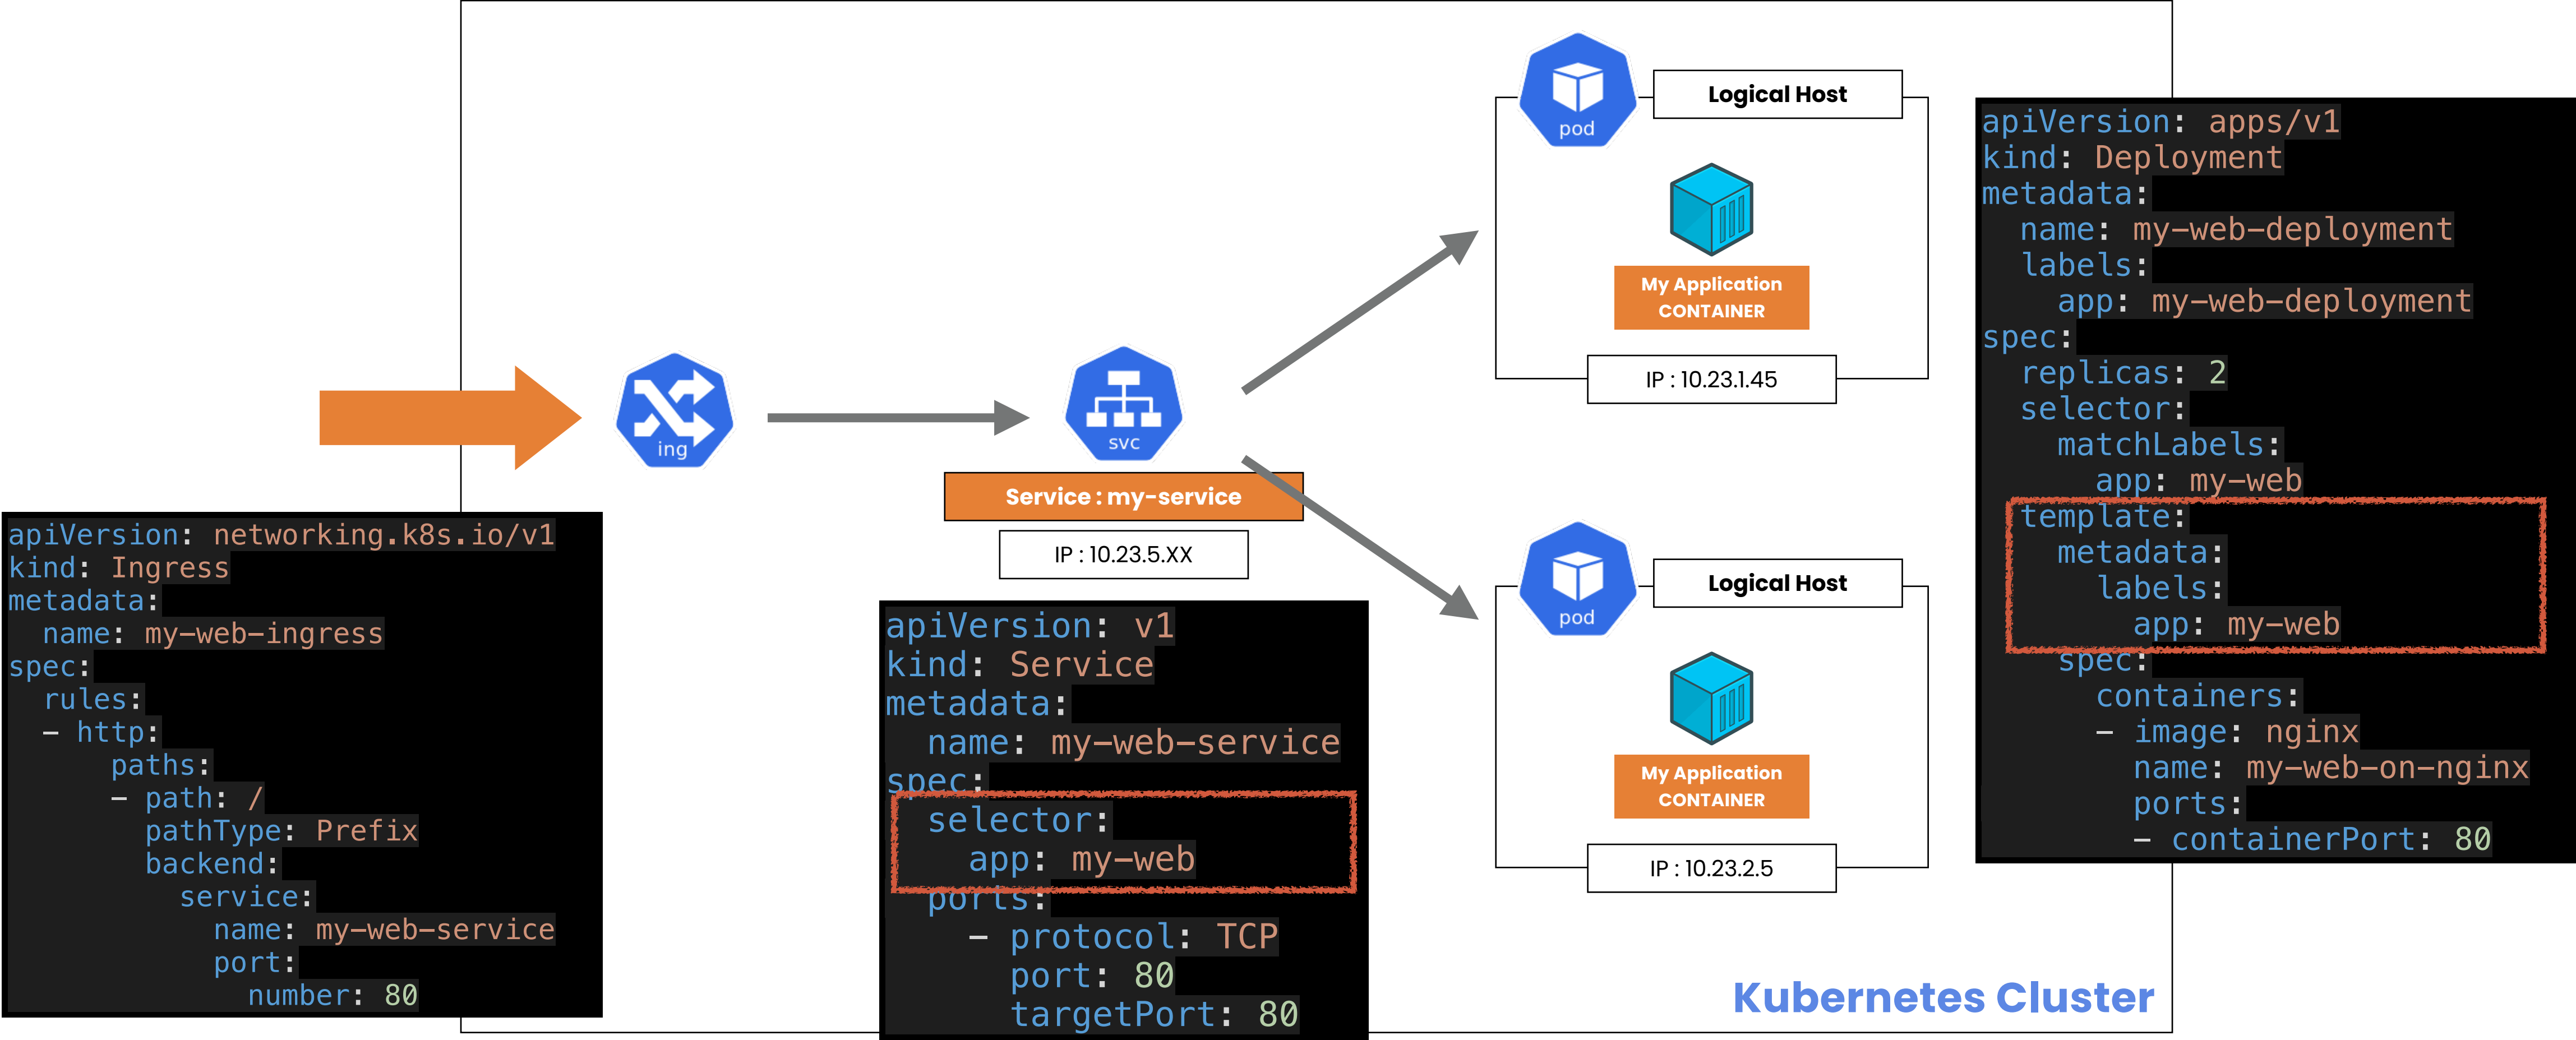 apiVersion: networking.k8s.io/v1
kind: Ingress
metadata:
  name: my-web-ingress
spec:
  rules:
  - http:
      paths:
      - path: /
        pathType: Prefix
        backend:
          service:
            name: my-web-service
            port:
              number: 80
ing
svc
Service : my-service
IP : 10.23.5.XX
apiVersion: v1
kind: Service
metadata:
  name: my-web-service
spec:
  selector:
    app: my-web
  ports:
    - protocol: TCP
      port: 80
      targetPort: 80
pod
Logical Host
My Application
CONTAINER
IP : 10.23.1.45
pod
Logical Host
My Application
CONTAINER
IP : 10.23.2.5
apiVersion: apps/v1
kind: Deployment
metadata:
  name: my-web-deployment
  labels:
    app: my-web-deployment
spec:
  replicas: 2
  selector:
    matchLabels:
      app: my-web
  template:
    metadata:
      labels:
        app: my-web
    spec:
      containers:
      - image: nginx
        name: my-web-on-nginx
        ports:
        - containerPort: 80
Kubernetes Cluster